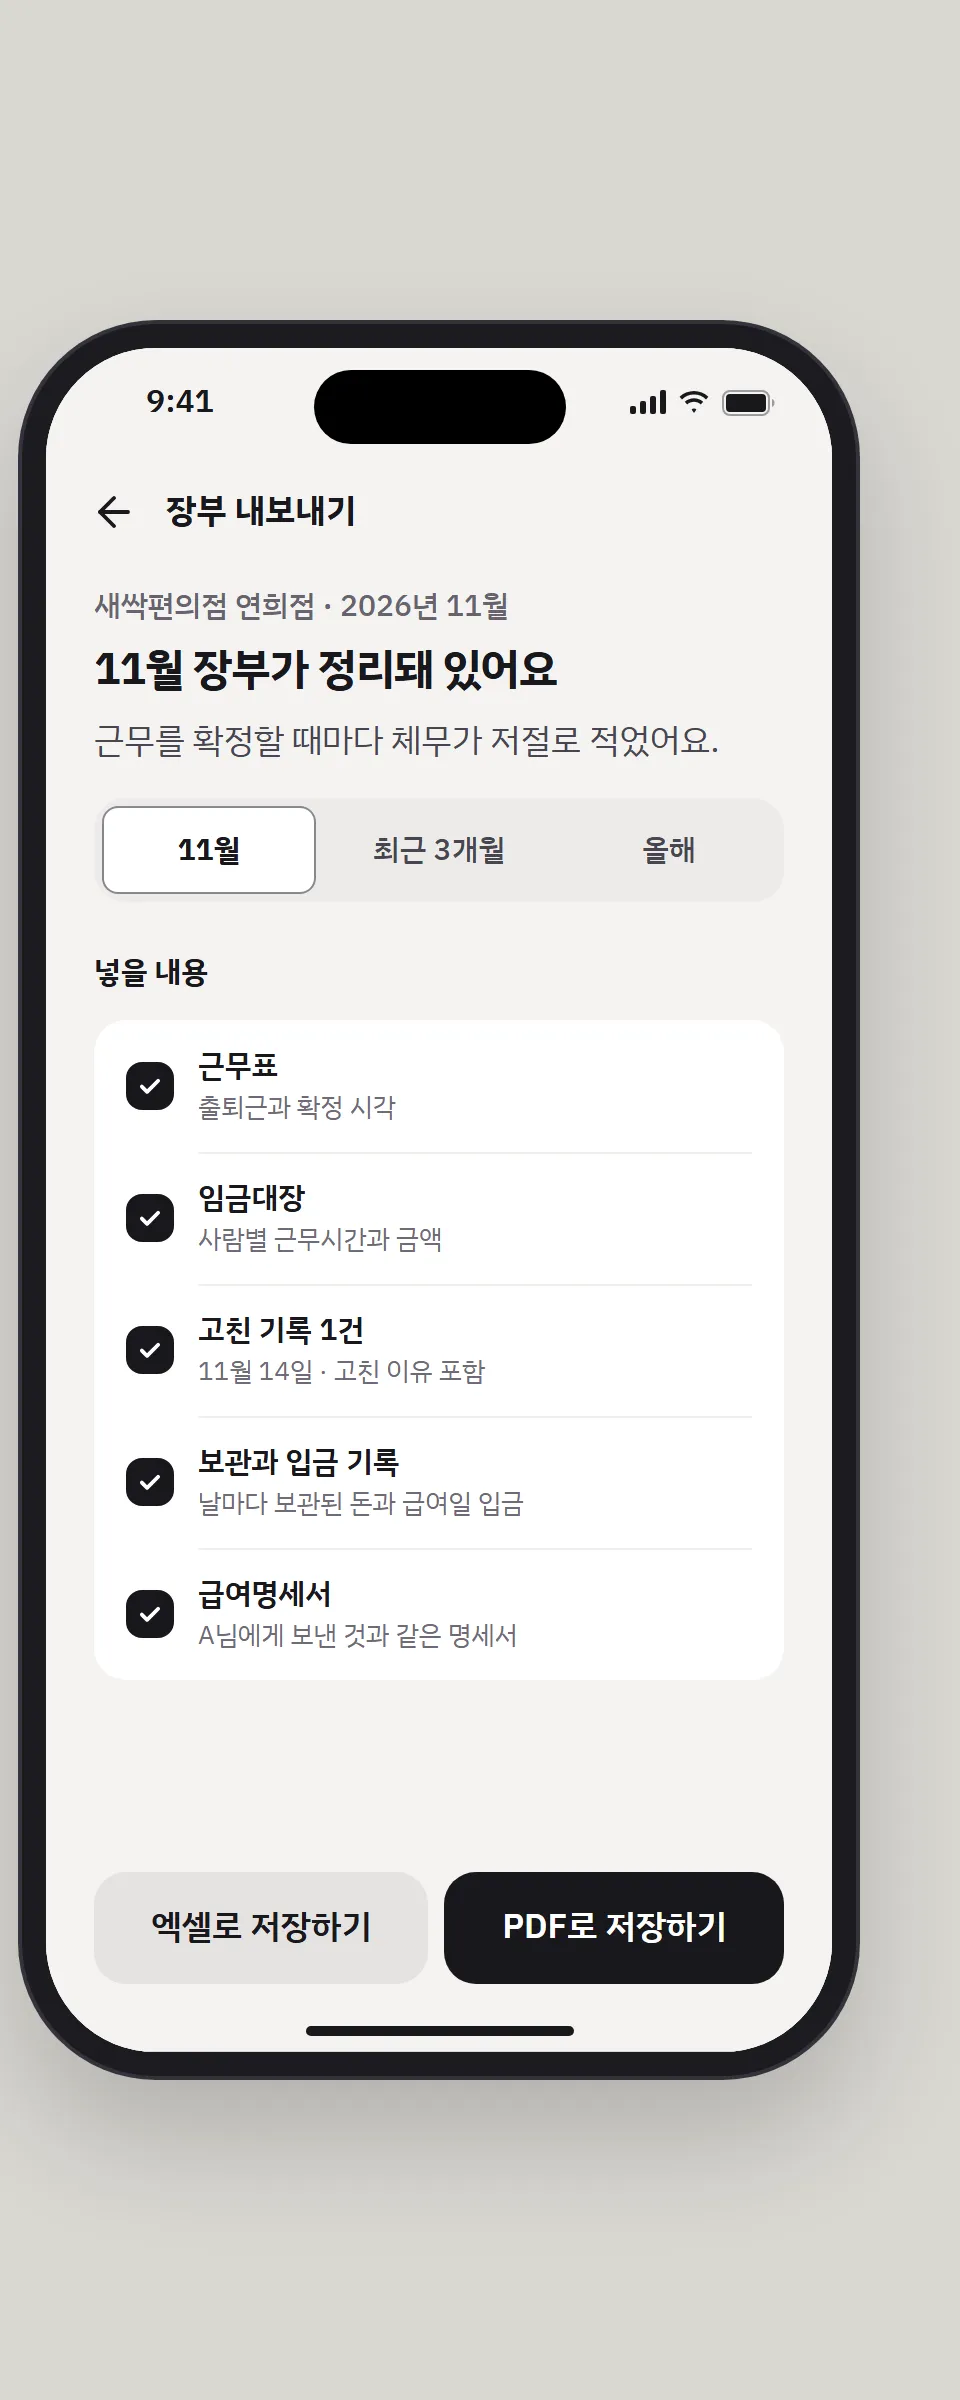 9:41
장부 내보내기
새싹편의점 연희점 · 2026년 11월
11월 장부가 정리돼 있어요
근무를 확정할 때마다 체무가 저절로 적었어요.
11월 최근 3개월 올해
넣을 내용
근무표
출퇴근과 확정 시각
임금대장
사람별 근무시간과 금액
고친 기록 1건
11월 14일 · 고친 이유 포함
보관과 입금 기록
날마다 보관된 돈과 급여일 입금
급여명세서
A님에게 보낸 것과 같은 명세서
엑셀로 저장하기 PDF로 저장하기